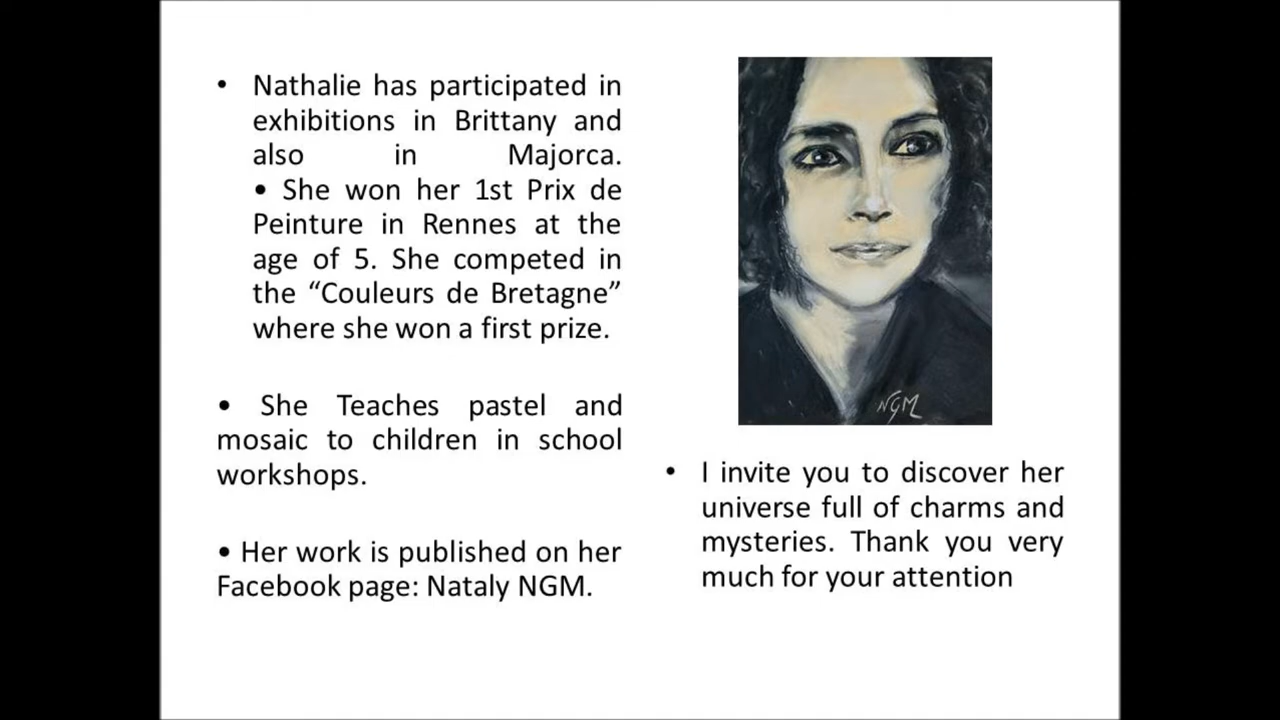 • Nathalie has participated in
exhibitions in Brittany and
also in Majorca.
• She won her 1st Prix de
Peinture in Rennes at the
age of 5. She competed in
the “Couleurs de Bretagne”
where she won a first prize.
• She Teaches pastel and
mosaic to children in school
workshops.
• Her work is published on her
Facebook page: Nataly NGM.
NGM
• I invite you to discover her
universe full of charms and
mysteries. Thank you very
much for your attention